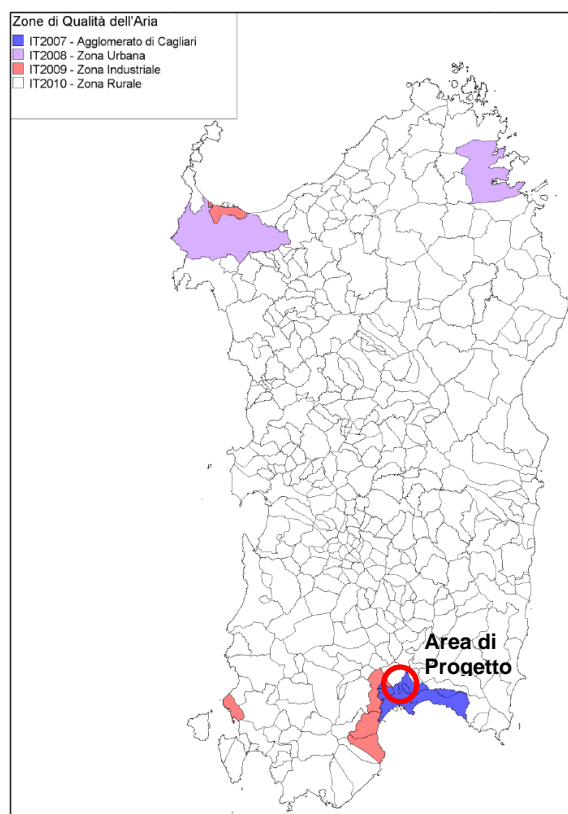 Zone di Qualità dell'Aria
IT2007 - Agglomerato di Cagliari
IT2008 - Zona Urbana
IT2009 - Zona Industriale
IT2010 - Zona Rurale
Area di
Progetto